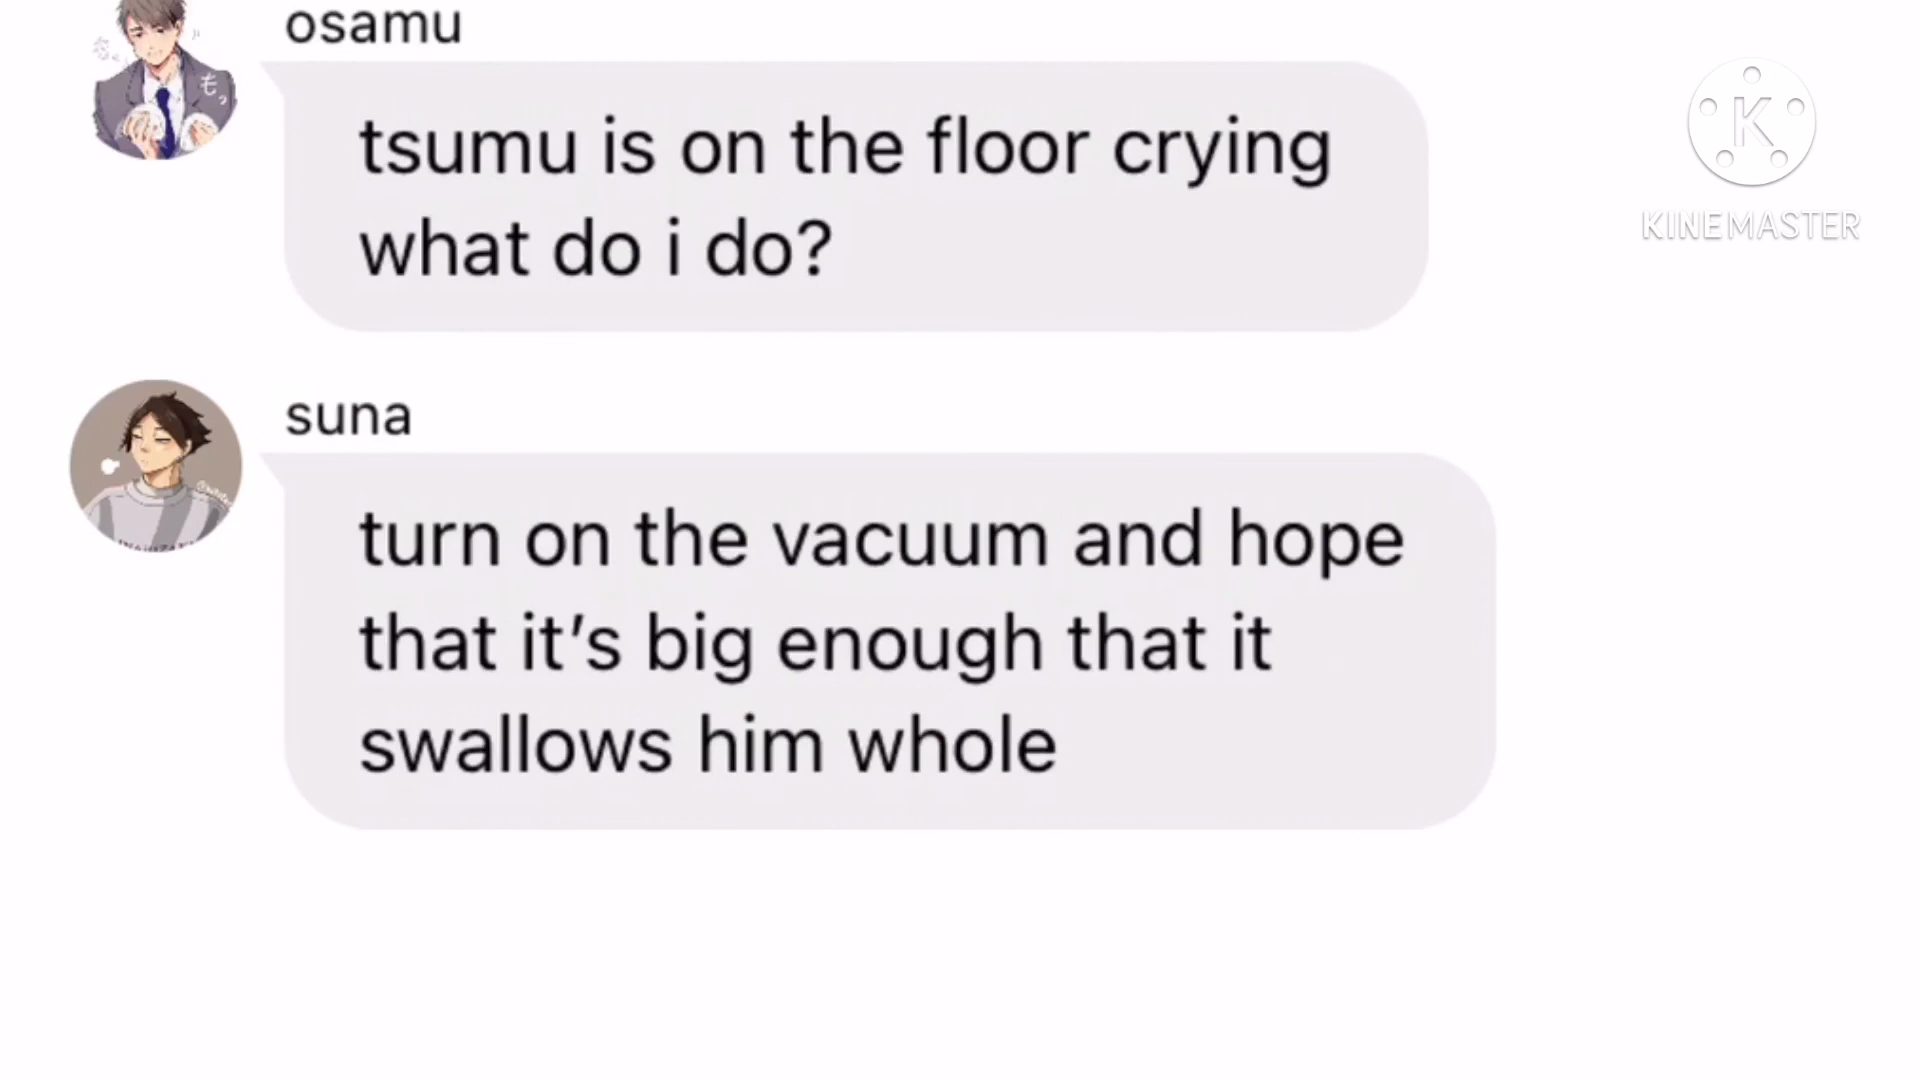 osamu
tsumu is on the floor crying
what do i do?
KINEMASTER
suna
turn on the vacuum and hope
that it’s big enough that it
swallows him whole